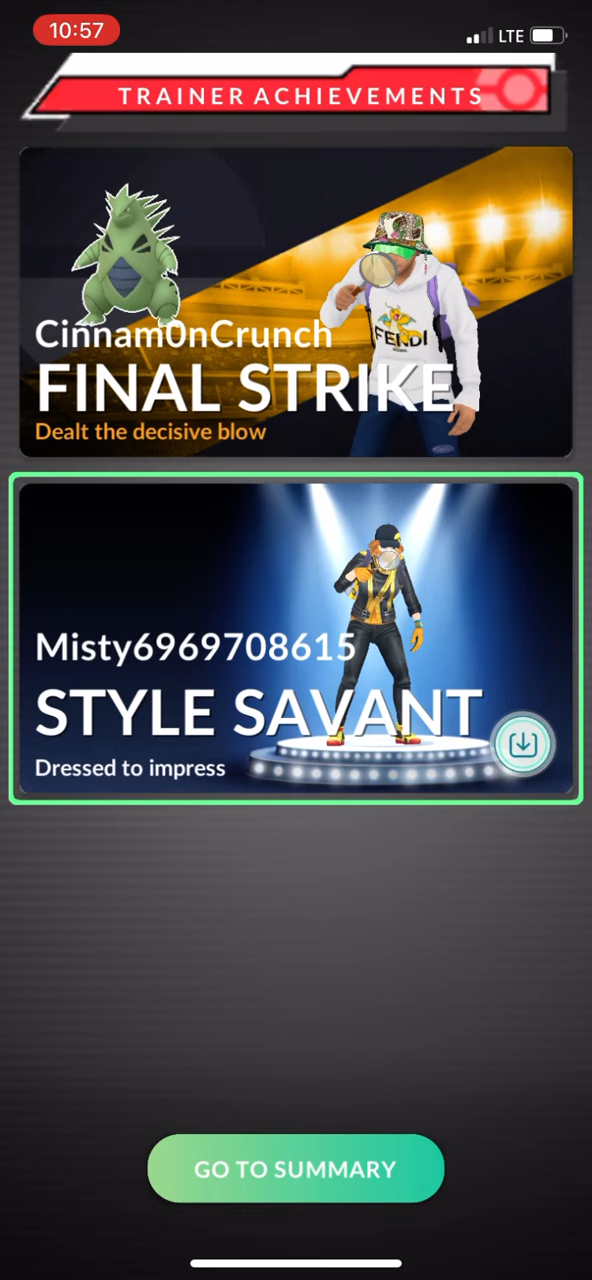 10:57
LTE
TRAINER ACHIEVEMENTS
Cinnam0nCrunch
FENDI
FINAL STRIKE
Dealt the decisive blow
Misty6969708615
STYLE SAVANT
Dressed to impress
GO TO SUMMARY